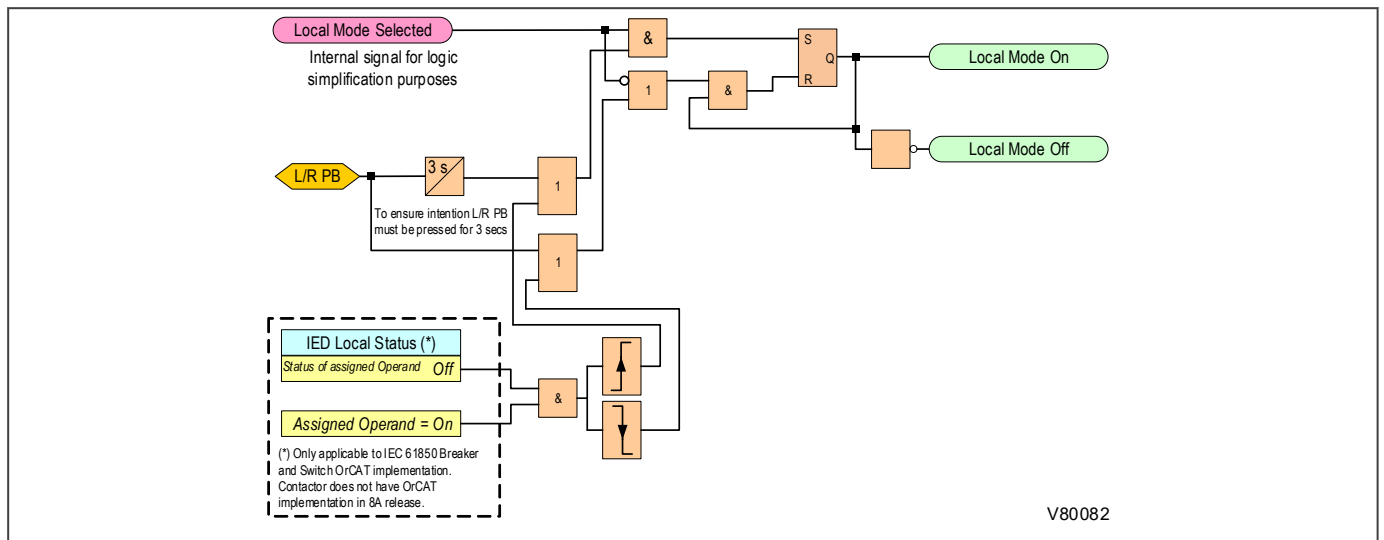 Local Mode Selected
Internal signal for logic
simplification purposes
&
S
Q
R
Local Mode On
1
&
Local Mode Off
L/R PB
3 s
1
To ensure intention L/R PB
must be pressed for 3 secs
1
IED Local Status (*)
Status of assigned Operand Off
&
Assigned Operand = On
(*) Only applicable to IEC 61850 Breaker
and Switch OrCAT implementation.
Contactor does not have OrCAT
implementation in 8A release.
V80082